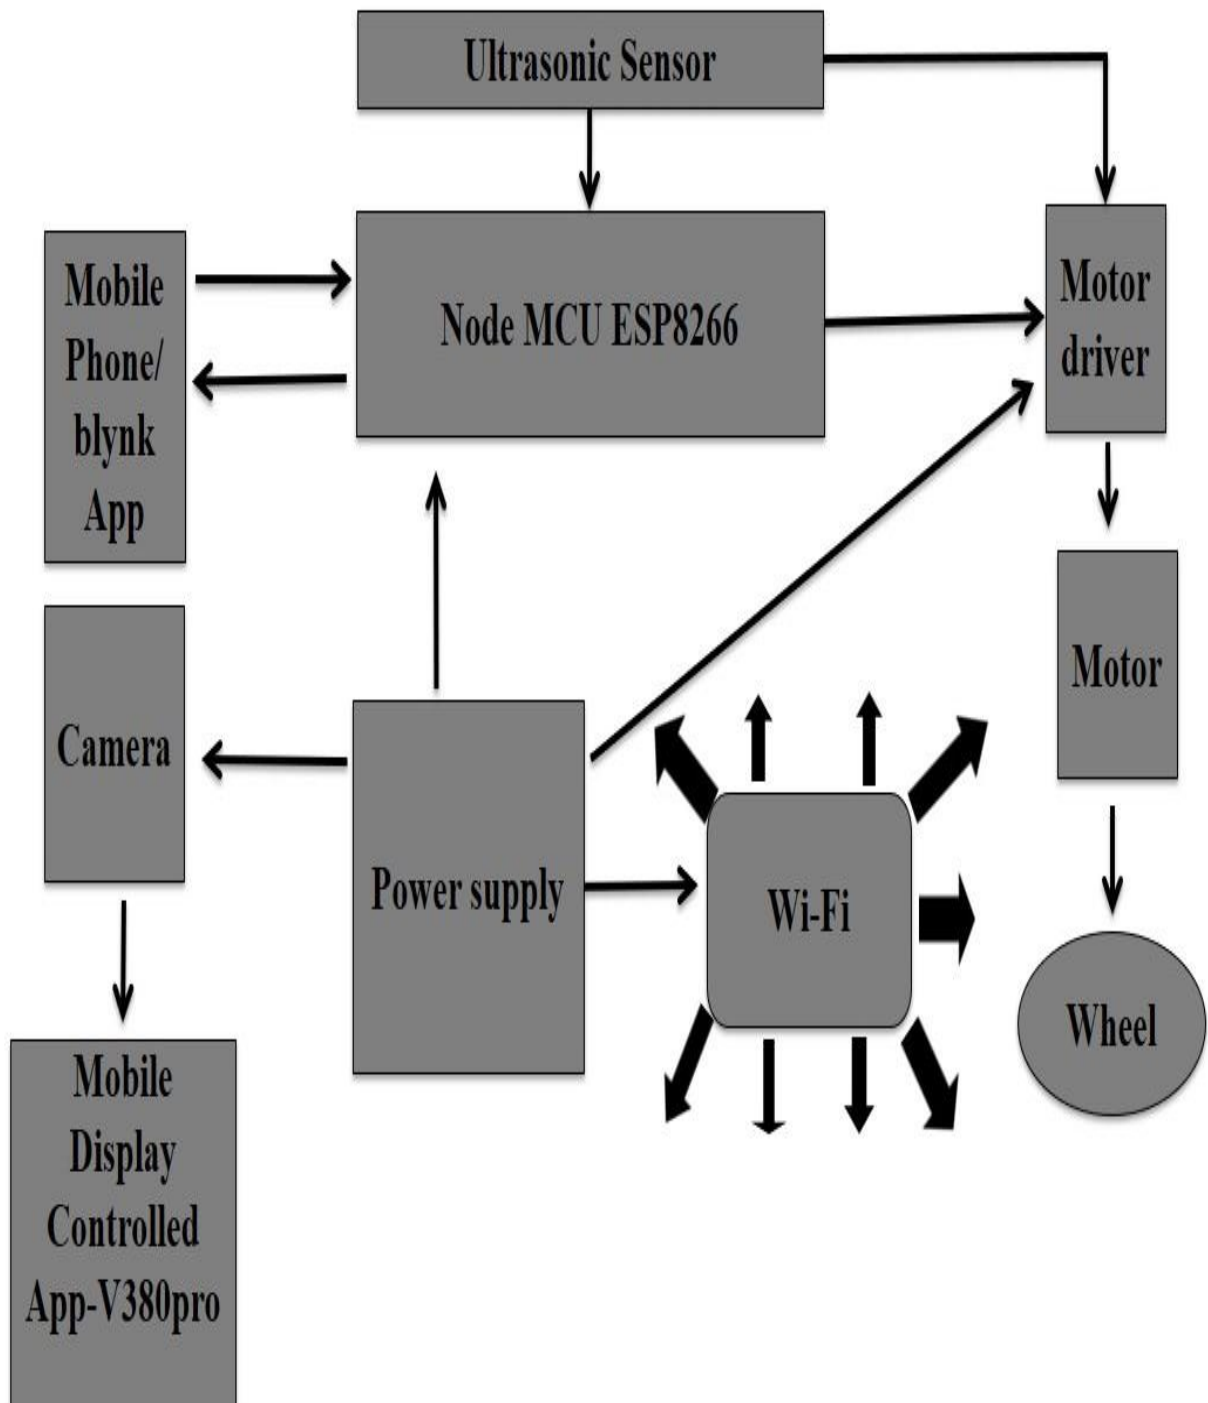 Ultrasonic Sensor
Mobile
Phone/
blynk
App
Node MCU ESP8266
Motor
driver
Camera
Power supply
Wi-Fi
Motor
Wheel
Mobile
Display
Controlled
App-V380pro